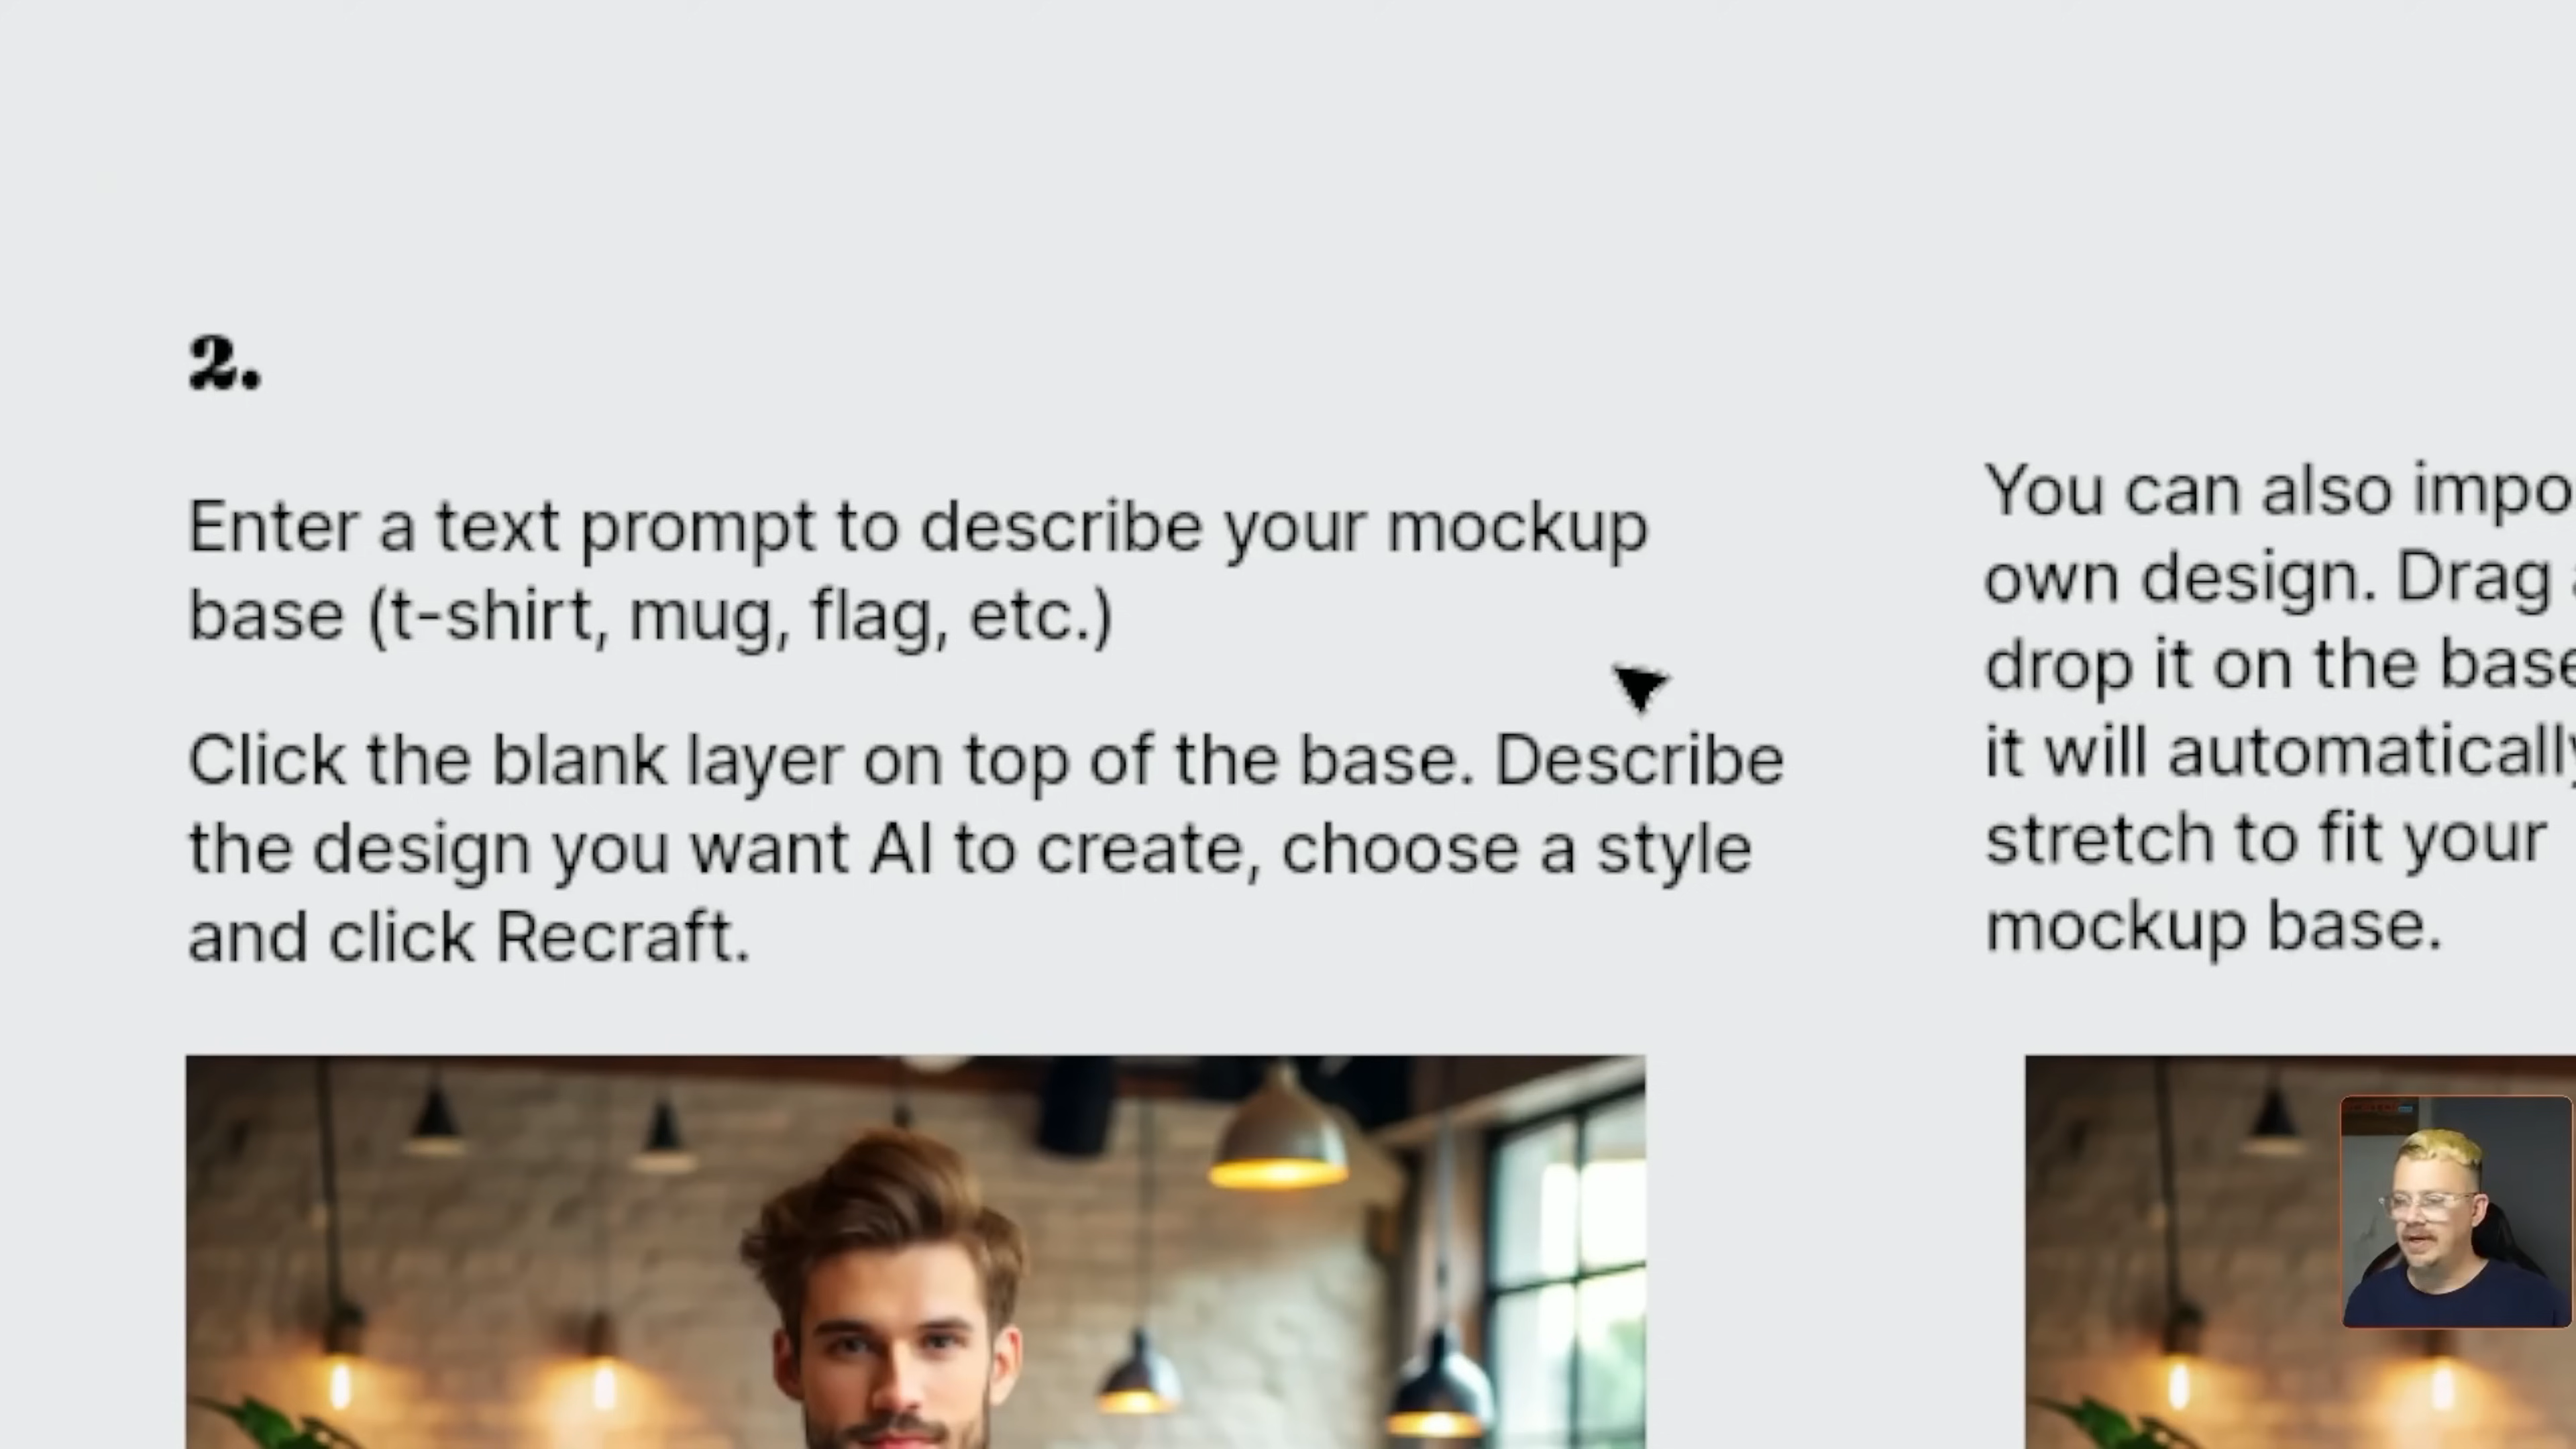 2.
Enter a text prompt to describe your mockup
base (t-shirt, mug, flag, etc.)
Click the blank layer on top of the base. Describe
the design you want AI to create, choose a style
and click Recraft.
You can also
own design. Drag
drop it on the base
it will automatically
stretch to fit your
mockup base.